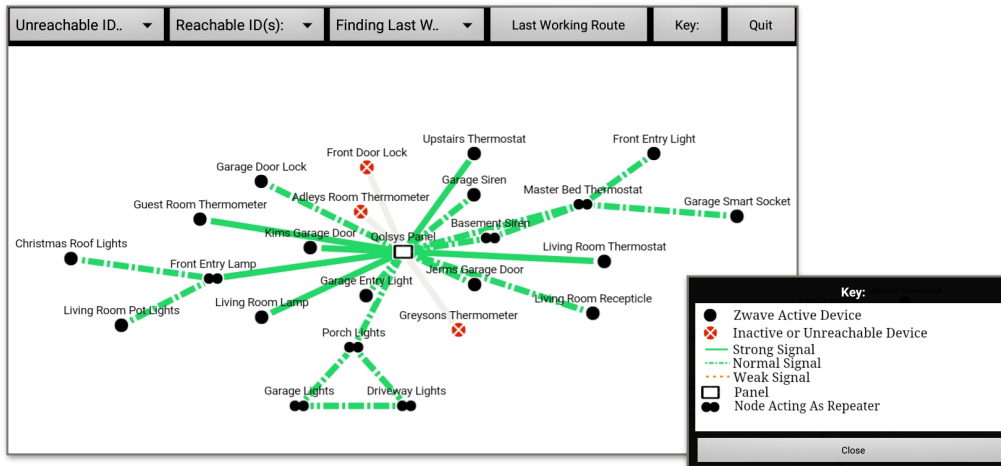 Unreachable ID..
Reachable ID(s):
Finding Last W..
Last Working Route
Key:
Quit
Upstairs Thermostat
Front Entry Light
Front Door Lock
Garage Door Lock
Garage Siren
Master Bed Thermostat
Adleys Room Thermometer
Garage Smart Socket
Guest Room Thermometer
Basement Siren
Kims Garage Door
Qolsys Panel
Christmas Roof Lights
Living Room Thermostat
Front Entry Lamp
Jerms Garage Door
Garage Entry Light
Living Room Pot Lights
Living Room Lamp
Living Room Recepticle
Greysons Thermometer
Porch Lights
Garage Lights
Driveway Lights
Key:
Zwave Active Device
Inactive or Unreachable Device
Strong Signal
Normal Signal
Weak Signal
Panel
Node Acting As Repeater
Close